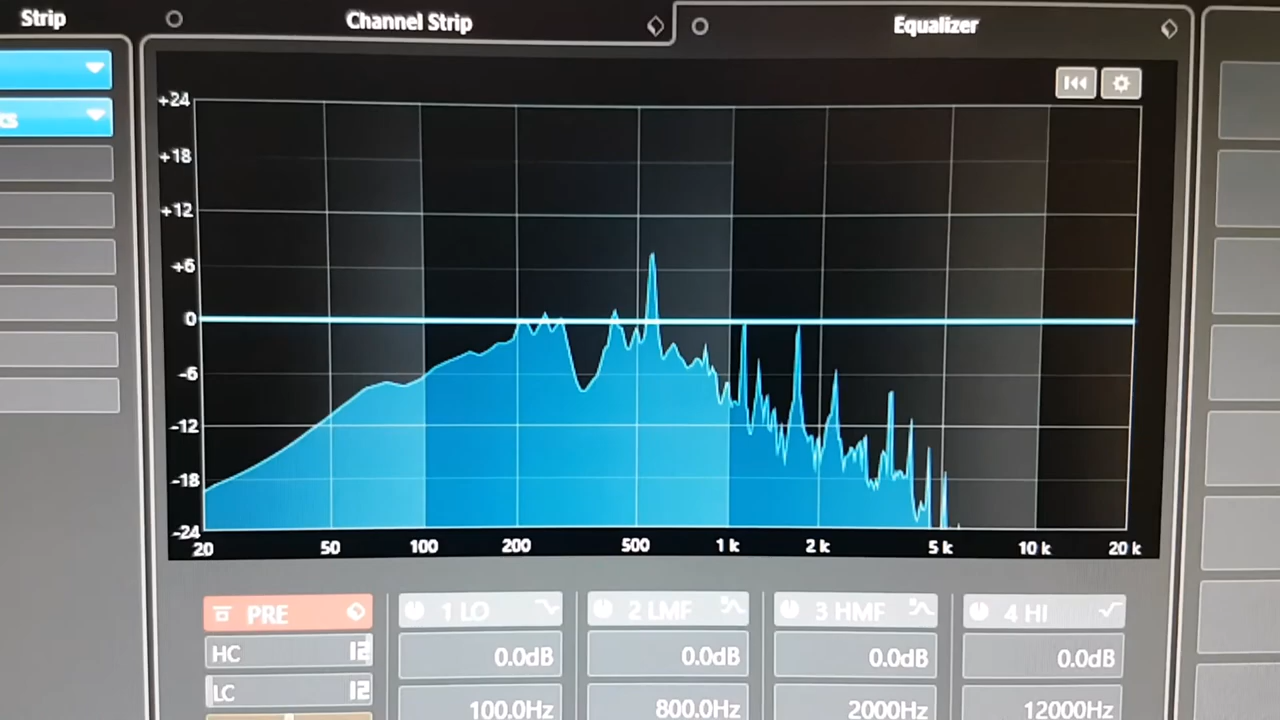 Strip
Channel Strip
Equalizer
+24
+18
+12
+6
0
-6
-12
-18
-24
20 50 100 200 500 1 k 2 k 5 k 10 k 20 k
PRE 1 LO 2 LMF 3 HMF 4 HI
HC 12 0.0dB 0.0dB 0.0dB 0.0dB
LC 12 100.0Hz 800.0Hz 2000Hz 12000Hz